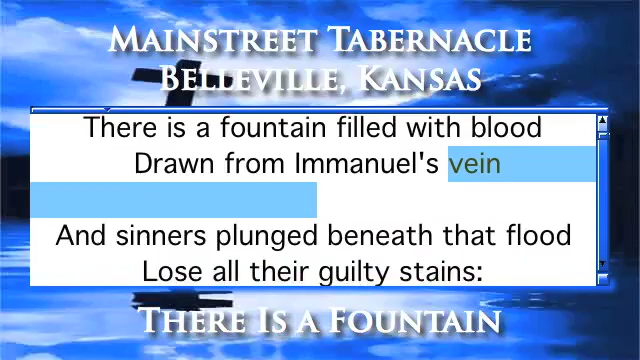 Mainstreet Tabernacle
Belleville, Kansas
There is a fountain filled with blood
Drawn from Immanuel's vein
And sinners plunged beneath that flood
Lose all their guilty stains:
There Is a Fountain